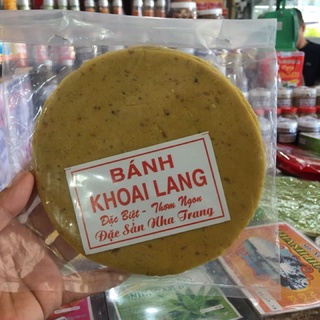 BÁNH
KHOAI LANG
Đặc Biệt - Thơm Ngon
Đặc Sản Nha Trang